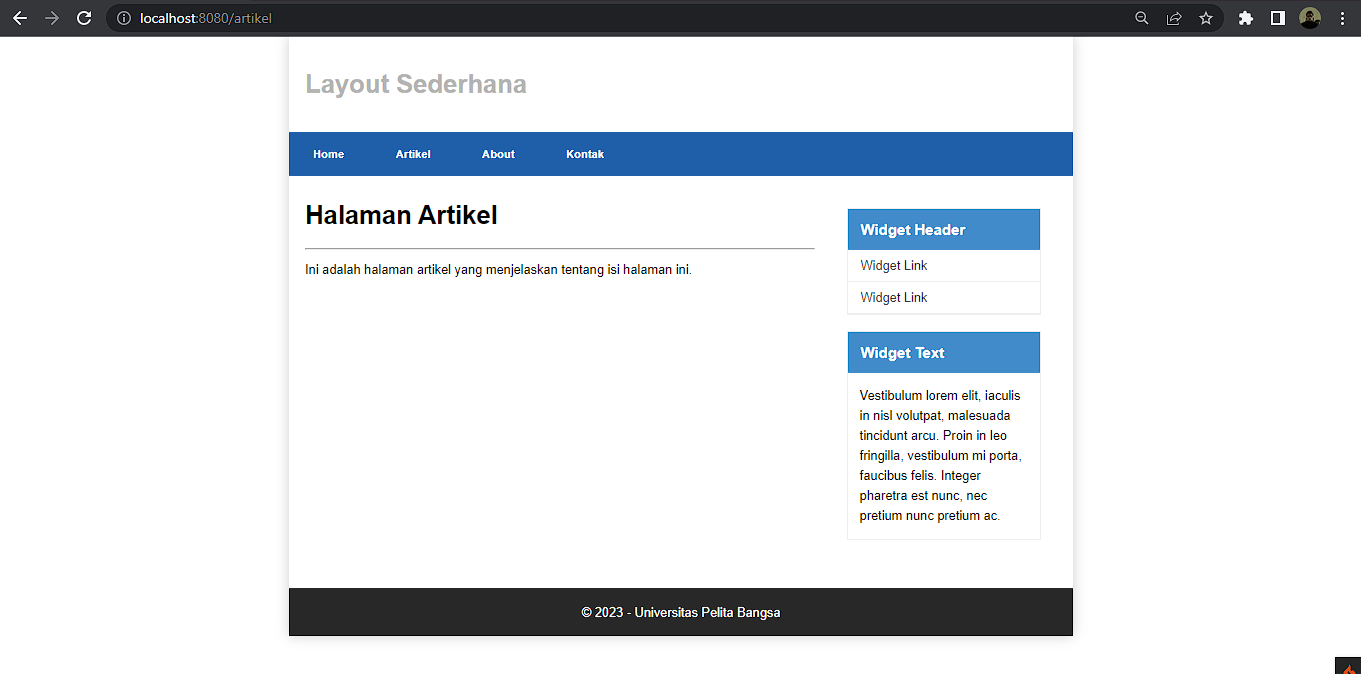 localhost:8080/artikel
Layout Sederhana
Home Artikel About Kontak
Halaman Artikel
Ini adalah halaman artikel yang menjelaskan tentang isi halaman ini.
Widget Header
Widget Link
Widget Link
Widget Text
Vestibulum lorem elit, iaculis
in nisl volutpat, malesuada
tincidunt arcu. Proin in leo
fringilla, vestibulum mi porta,
faucibus felis. Integer
pharetra est nunc, nec
pretium nunc pretium ac.
© 2023 - Universitas Pelita Bangsa